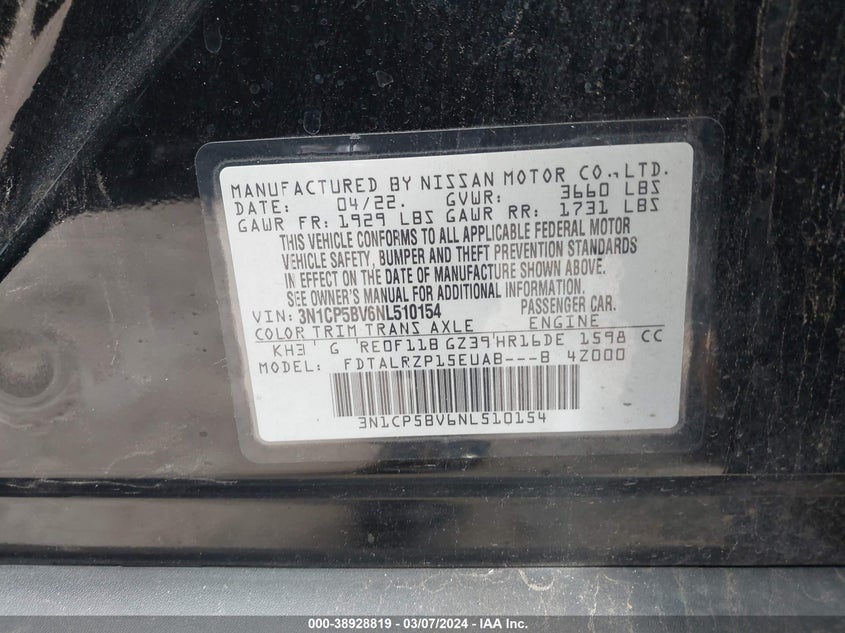 MANUFACTURED BY NISSAN MOTOR CO.,LTD.
DATE: 04/22. GVWR: 3660 LBS
GAWR FR: 1929 LBS GAWR RR: 1731 LBS
THIS VEHICLE CONFORMS TO ALL APPLICABLE FEDERAL MOTOR
VEHICLE SAFETY, BUMPER AND THEFT PREVENTION STANDARDS
IN EFFECT ON THE DATE OF MANUFACTURE SHOWN ABOVE.
SEE OWNER'S MANUAL FOR ADDITIONAL INFORMATION.
VIN: 3N1CP5BV6NL510154 PASSENGER CAR.
COLOR TRIM TRANS AXLE ENGINE
KH3 G RE0F11B GZ39 HR16DE 1598 CC
MODEL: FDTALRZP15EUAB---B 4Z000
3N1CP5BV6NL510154
000-38928819 - 03/07/2024 - IAA Inc.